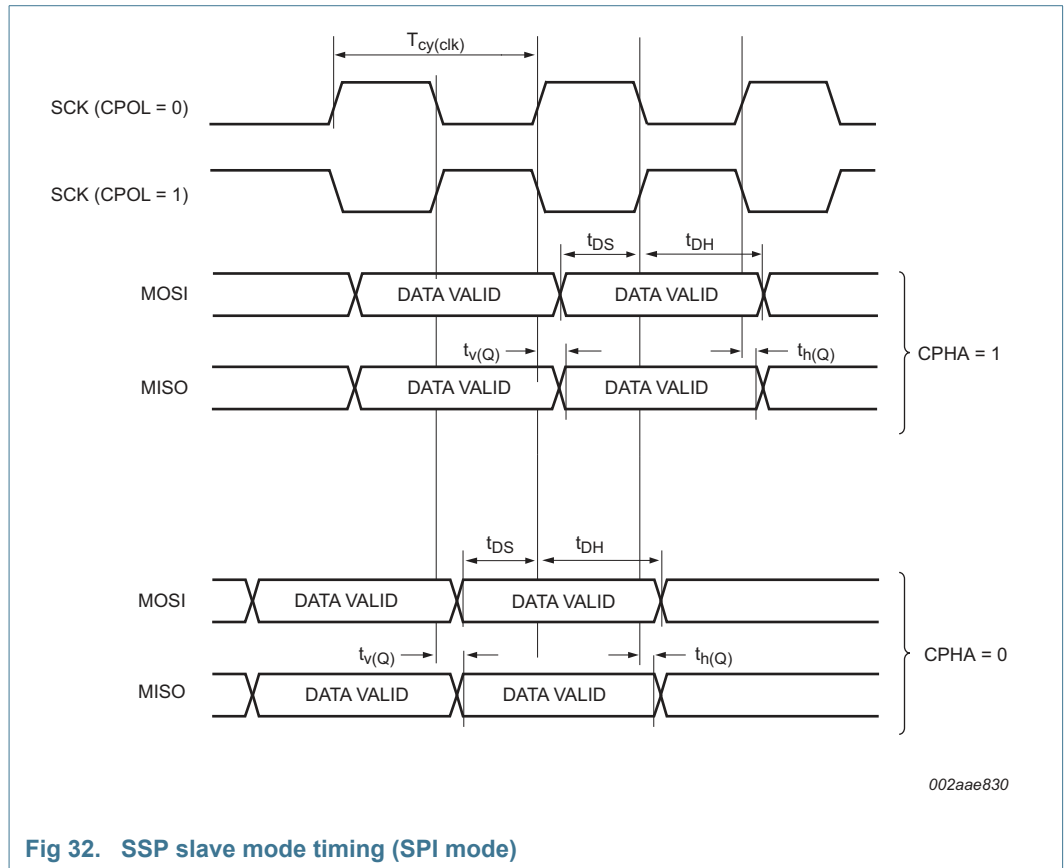 Tcy(clk)
SCK (CPOL = 0)
SCK (CPOL = 1)
tDS tDH
MOSI DATA VALID DATA VALID
tv(Q) th(Q)
CPHA = 1
MISO DATA VALID DATA VALID
tDS tDH
MOSI DATA VALID DATA VALID
tv(Q) th(Q)
CPHA = 0
MISO DATA VALID DATA VALID
002aae830
Fig 32. SSP slave mode timing (SPI mode)